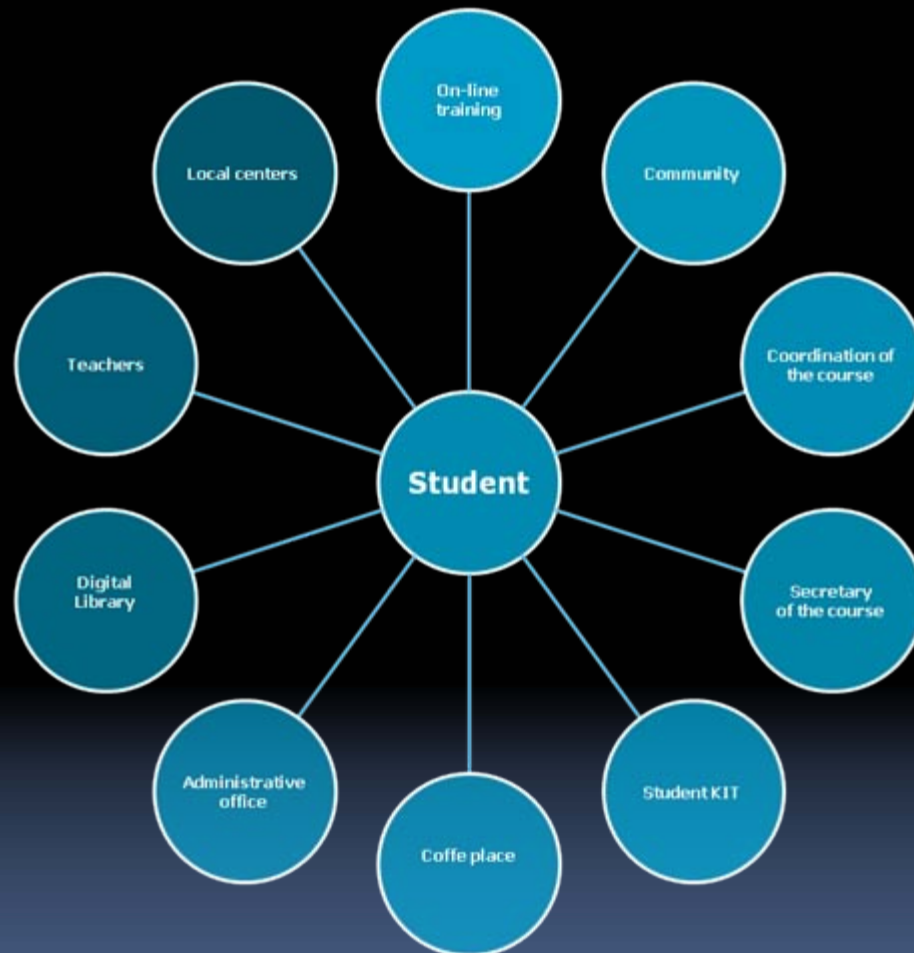 On-line
training
Local centers
Community
Teachers
Coordination of
the course
Student
Digital
Library
Secretary
of the course
Administrative
office
Student KIT
Coffe place